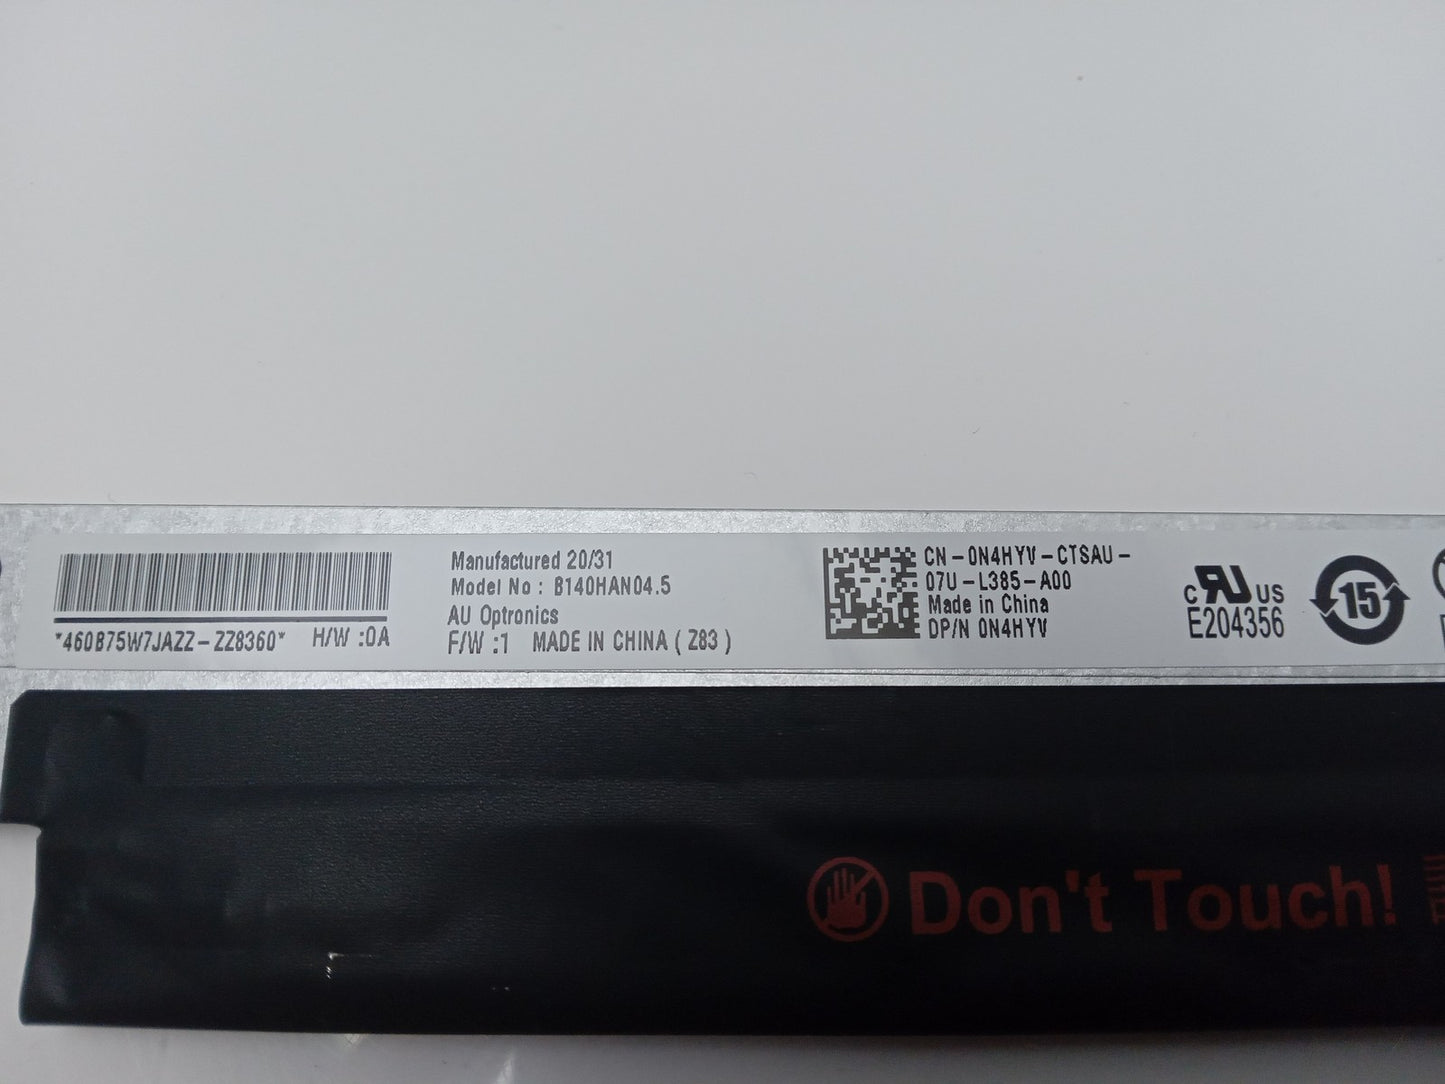 *460B75W7JAZZ-ZZ8360* H/W :0A
Manufactured 20/31
Model No : B140HAN04.5
AU Optronics
F/W :1 MADE IN CHINA ( Z83 )
CN-0N4HYV-CTSAU-
07U-L385-A00
Made in China
DP/N 0N4HYV
c RU US
E204356
15
Don't Touch!